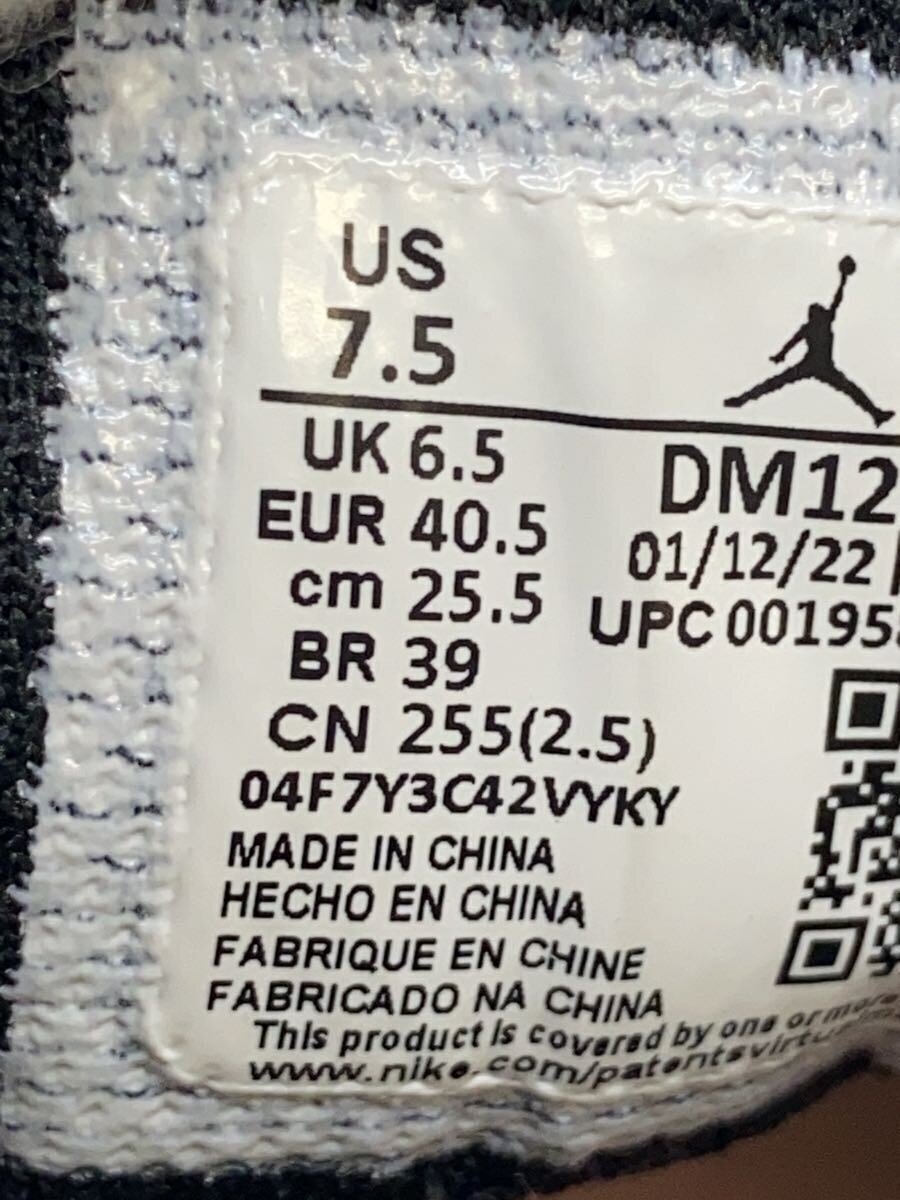 US
7.5
UK 6.5
EUR 40.5
cm 25.5
BR 39
CN 255(2.5)
04F7Y3C42VYKY
MADE IN CHINA
HECHO EN CHINA
FABRIQUE EN CHINE
FABRICADO NA CHINA
This product is covered by one or more
www.nike.com/patents
DM12
01/12/22
UPC 001955